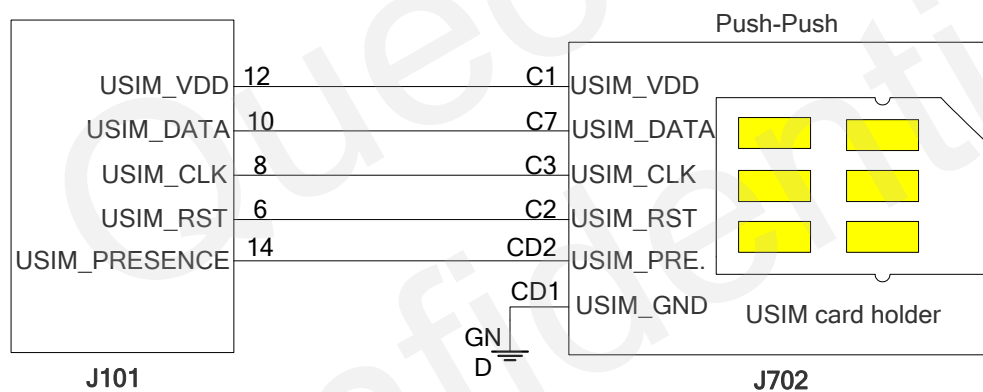 Push-Push
USIM_VDD 12 C1 USIM_VDD
USIM_DATA 10 C7 USIM_DATA
USIM_CLK 8 C3 USIM_CLK
USIM_RST 6 C2 USIM_RST
USIM_PRESENCE 14 CD2 USIM_PRE.
CD1 USIM_GND
USIM card holder
GN
D
J101
J702